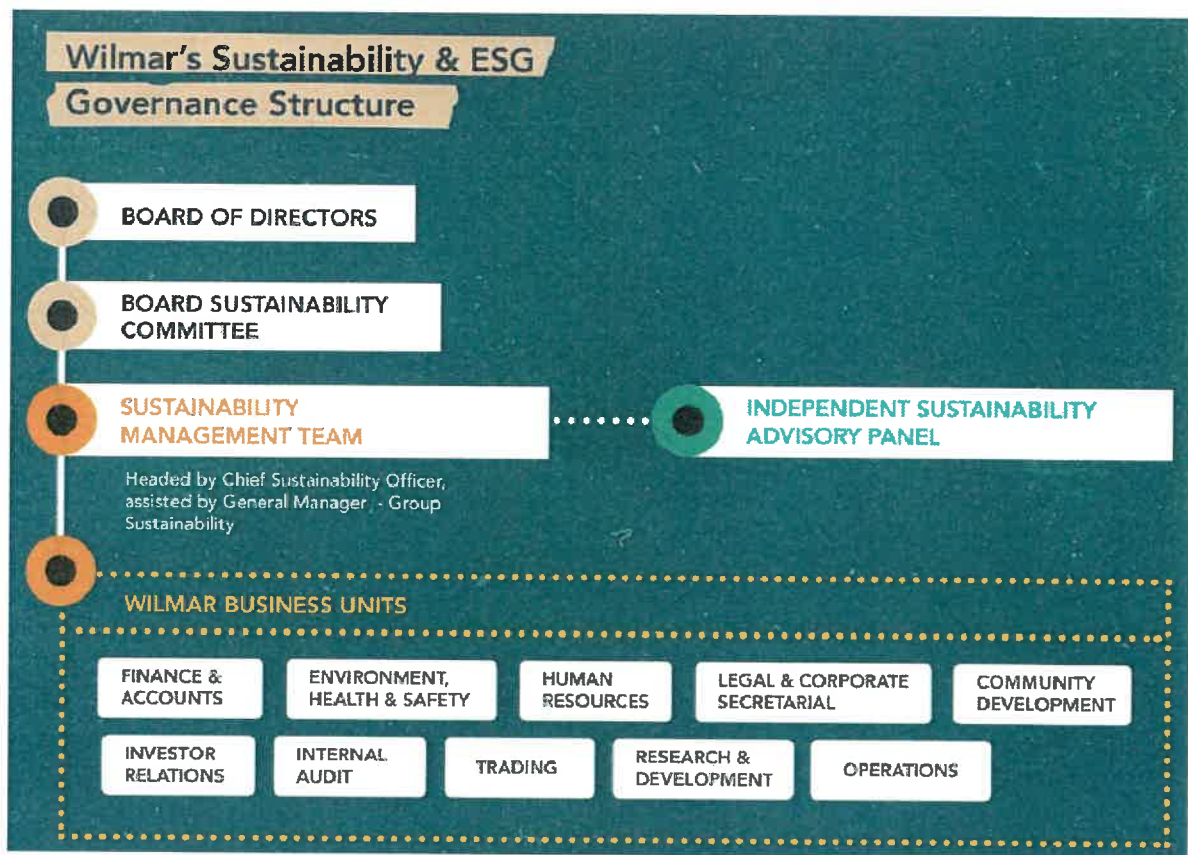 Wilmar's Sustainability & ESG
Governance Structure
BOARD OF DIRECTORS
BOARD SUSTAINABILITY
COMMITTEE
SUSTAINABILITY
MANAGEMENT TEAM
INDEPENDENT SUSTAINABILITY
ADVISORY PANEL
Headed by Chief Sustainability Officer,
assisted by General Manager - Group
Sustainability
WILMAR BUSINESS UNITS
FINANCE &
ACCOUNTS
ENVIRONMENT,
HEALTH & SAFETY
HUMAN
RESOURCES
LEGAL & CORPORATE
SECRETARIAL
COMMUNITY
DEVELOPMENT
INVESTOR
RELATIONS
INTERNAL
AUDIT
TRADING
RESEARCH &
DEVELOPMENT
OPERATIONS